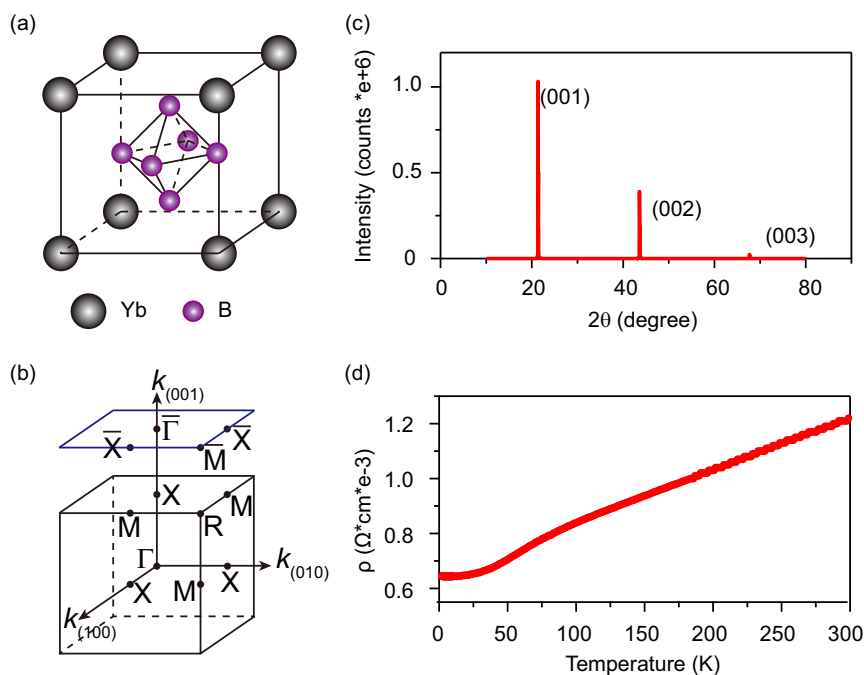 (a)
Yb
B
(b)
k(001)
Γ̅
X̅
X̅
M̅
X
M
M
R
Γ
k(010)
X
X
M
k(100)
(c)
Intensity (counts *e+6)
1.0
0.5
0
(001)
(002)
(003)
0
20
40
60
80
2θ (degree)
(d)
ρ (Ω*cm*e-3)
1.2
1.0
0.8
0.6
0
50
100
150
200
250
300
Temperature (K)